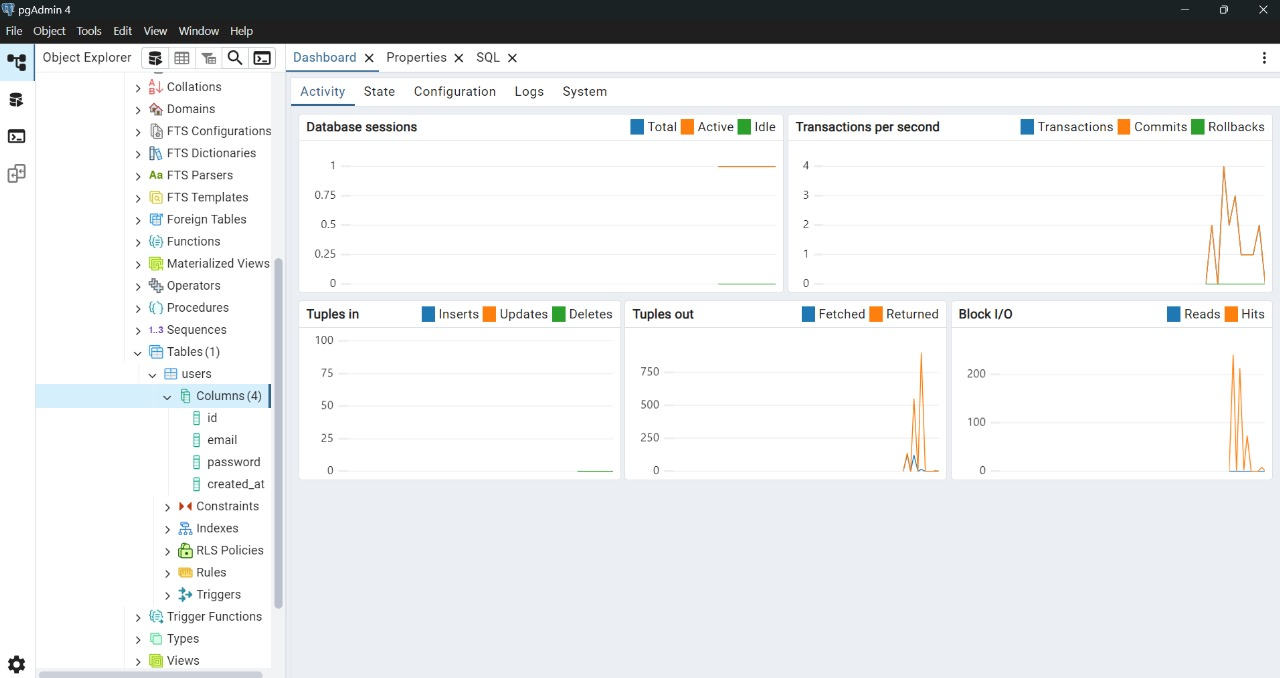 pgAdmin 4
File Object Tools Edit View Window Help
Object Explorer
Dashboard Properties SQL
Activity State Configuration Logs System
Collations
Domains
FTS Configurations
FTS Dictionaries
Aa FTS Parsers
FTS Templates
Foreign Tables
Functions
Materialized Views
Operators
Procedures
1..3 Sequences
Tables (1)
users
Columns (4)
id
email
password
created_at
Constraints
Indexes
RLS Policies
Rules
Triggers
Trigger Functions
Types
Views
Database sessions Total Active Idle
1
0.75
0.5
0.25
0
Transactions per second Transactions Commits Rollbacks
4
3
2
1
0
Tuples in Inserts Updates Deletes
100
75
50
25
0
Tuples out Fetched Returned
750
500
250
0
Block I/O Reads Hits
200
100
0